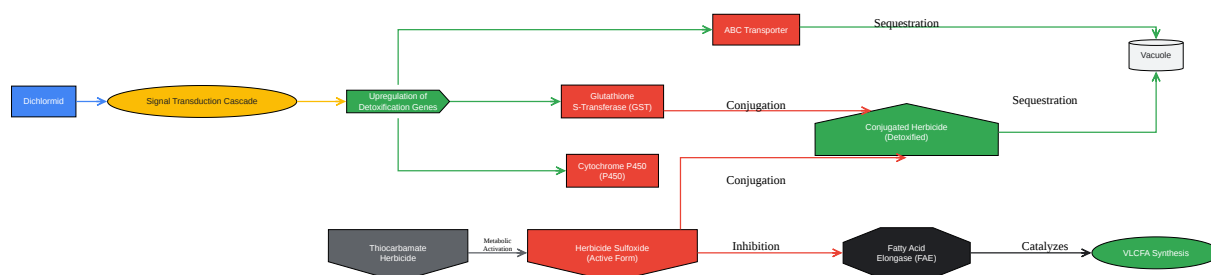 Sequestration
ABC Transporter
Vacuole
Dichlormid
Signal Transduction Cascade
Upregulation of
Detoxification Genes
Glutathione
S-Transferase (GST)
Conjugation
Sequestration
Conjugated Herbicide
(Detoxified)
Cytochrome P450
(P450)
Conjugation
Thiocarbamate
Herbicide
Metabolic
Activation
Herbicide Sulfoxide
(Active Form)
Inhibition
Fatty Acid
Elongase (FAE)
Catalyzes
VLCFA Synthesis